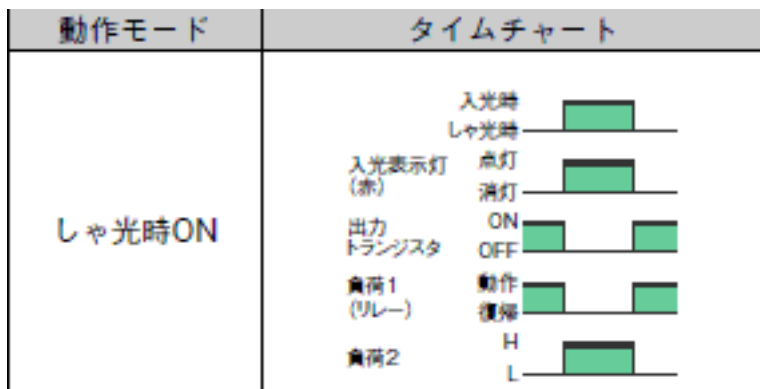 動作モード タイムチャート
しゃ光時ON
入光時
しゃ光時
入光表示灯 点灯
(赤) 消灯
出力 ON
トランジスタ OFF
負荷1 動作
(リレー) 復帰
負荷2 H
L